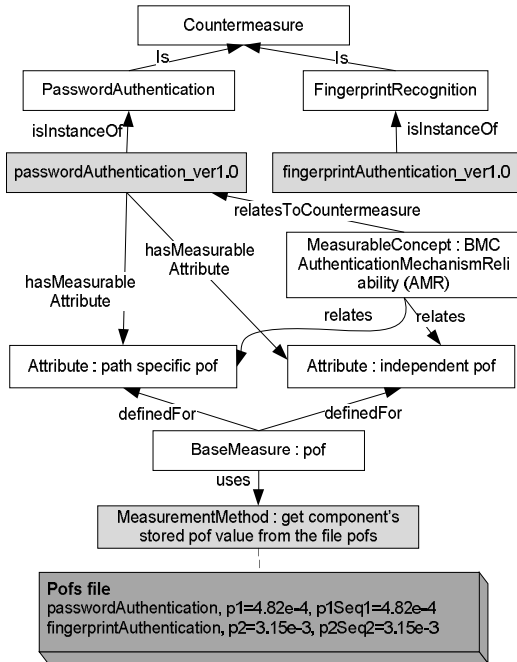 Countermeasure
Is
Is
PasswordAuthentication
FingerprintRecognition
isInstanceOf
isInstanceOf
passwordAuthentication_ver1.0
fingerprintAuthentication_ver1.0
relatesToCountermeasure
hasMeasurable
Attribute
MeasurableConcept : BMC
AuthenticationMechanismReli
ability (AMR)
hasMeasurable
Attribute
relates
relates
Attribute : path specific pof
Attribute : independent pof
definedFor
definedFor
BaseMeasure : pof
uses
MeasurementMethod : get component's
stored pof value from the file pofs
Pofs file
passwordAuthentication, p1=4.82e-4, p1Seq1=4.82e-4
fingerprintAuthentication, p2=3.15e-3, p2Seq2=3.15e-3